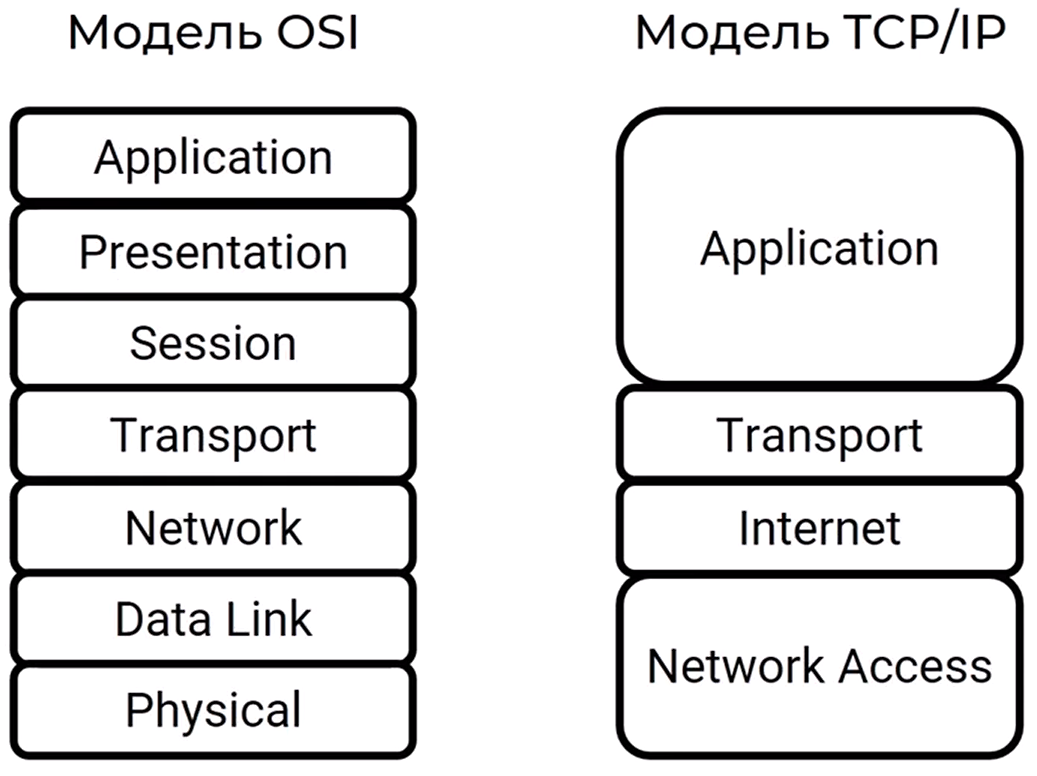 Модель OSI
Application
Presentation
Session
Transport
Network
Data Link
Physical
Модель TCP/IP
Application
Transport
Internet
Network Access